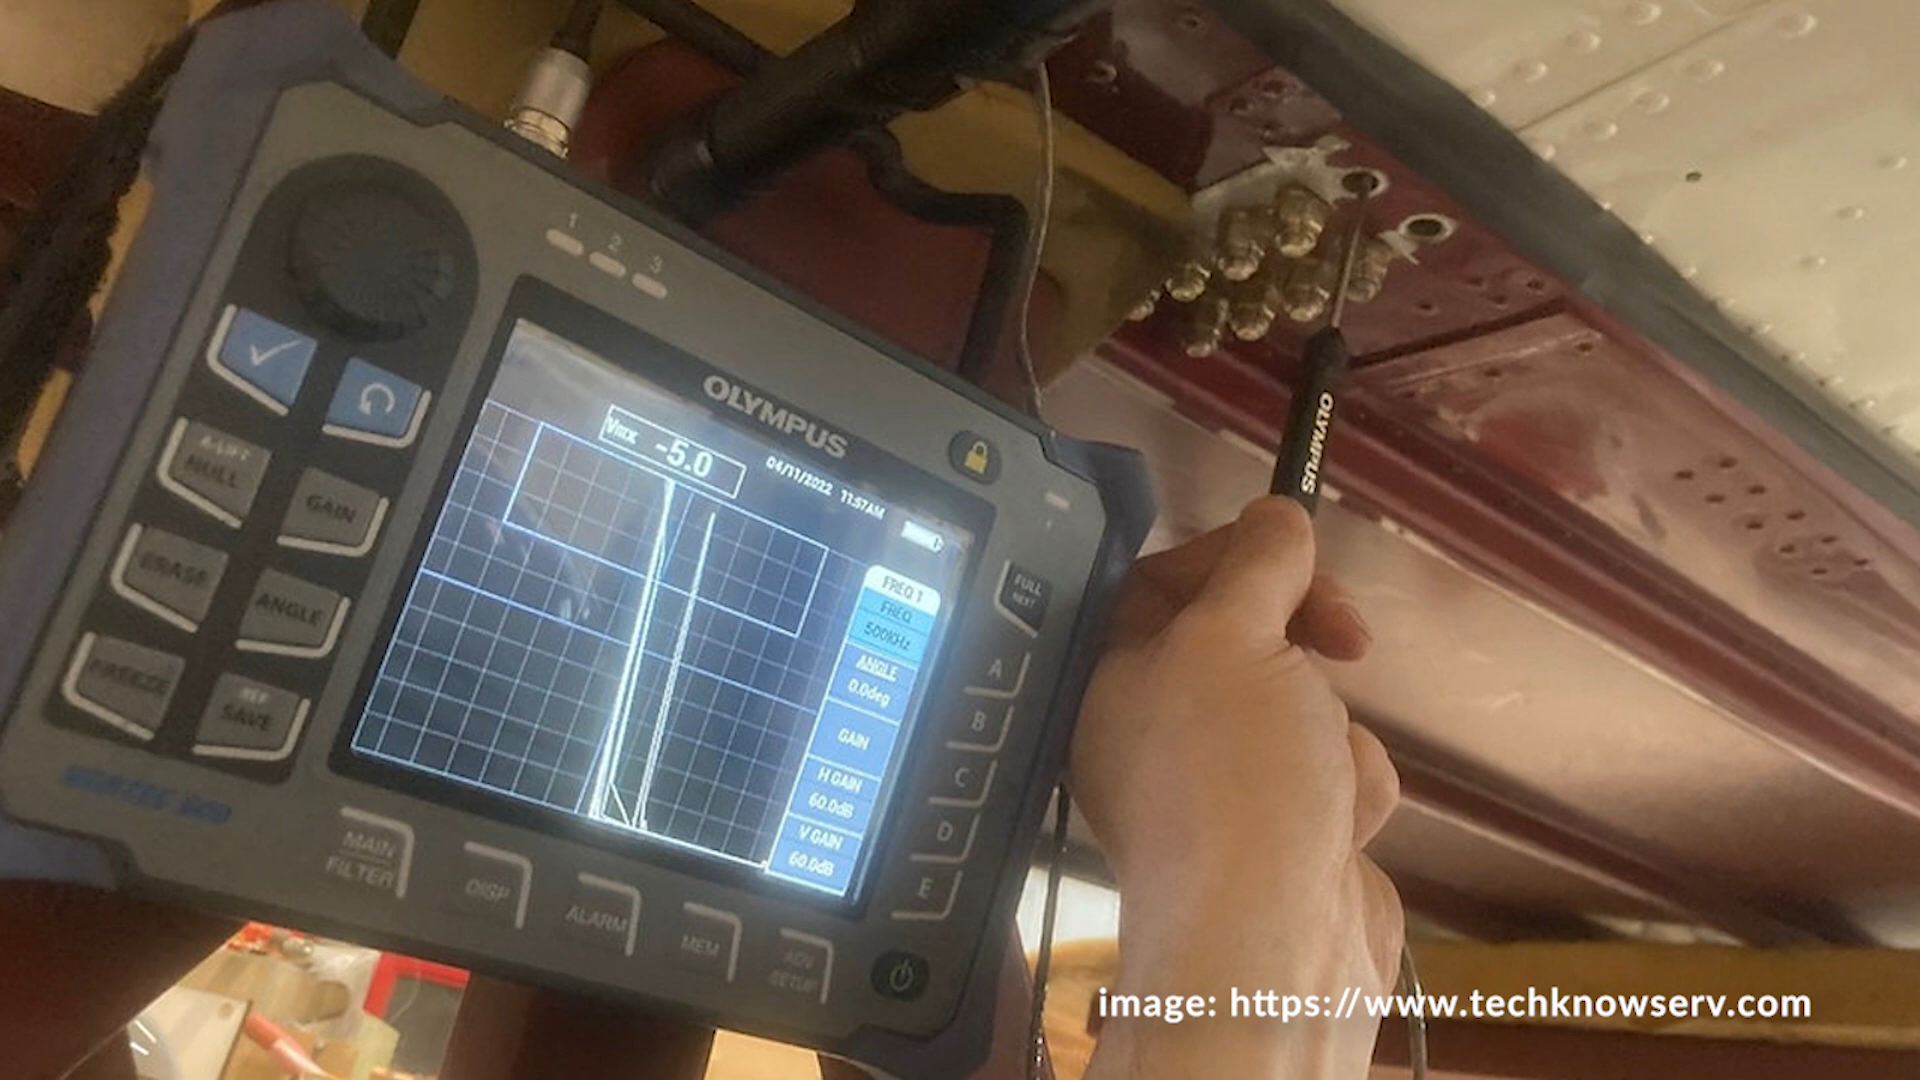 1
2
3
OLYMPUS
Vmx -5.0
04/11/2022 11:57AM
FREQ 1
FREQ
500KHz
ANGLE
0.0deg
GAIN
H GAIN
60.0dB
V GAIN
60.0dB
A-LIFT
NULL
GAIN
ERASE
ANGLE
FREEZE
REF
SAVE
FULL
NEXT
A
B
C
D
E
MAIN
FILTER
DISP
ALARM
MEM
ADV
SETUP
OLYMPUS
image: https://www.techknowserv.com